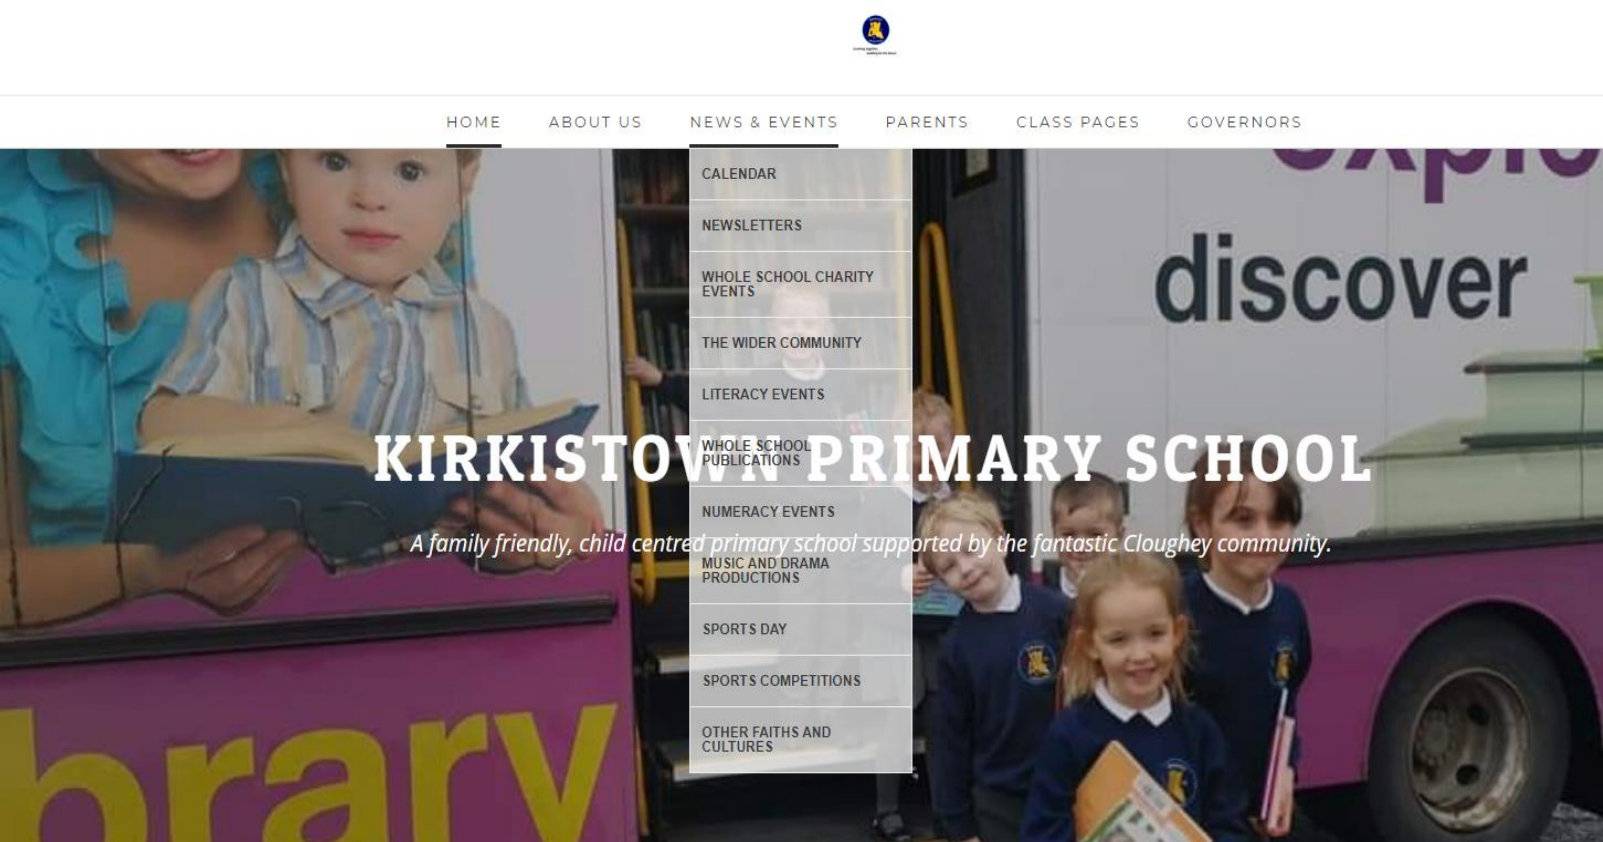 HOME
ABOUT US
NEWS & EVENTS
PARENTS
CLASS PAGES
GOVERNORS
CALENDAR
NEWSLETTERS
WHOLE SCHOOL CHARITY
EVENTS
THE WIDER COMMUNITY
LITERACY EVENTS
WHOLE SCHOOL
PUBLICATIONS
NUMERACY EVENTS
MUSIC AND DRAMA
PRODUCTIONS
SPORTS DAY
SPORTS COMPETITIONS
OTHER FAITHS AND
CULTURES
discover
KIRKISTOWN PRIMARY SCHOOL
A family friendly, child centred primary school supported by the fantastic Cloughey community.
brary